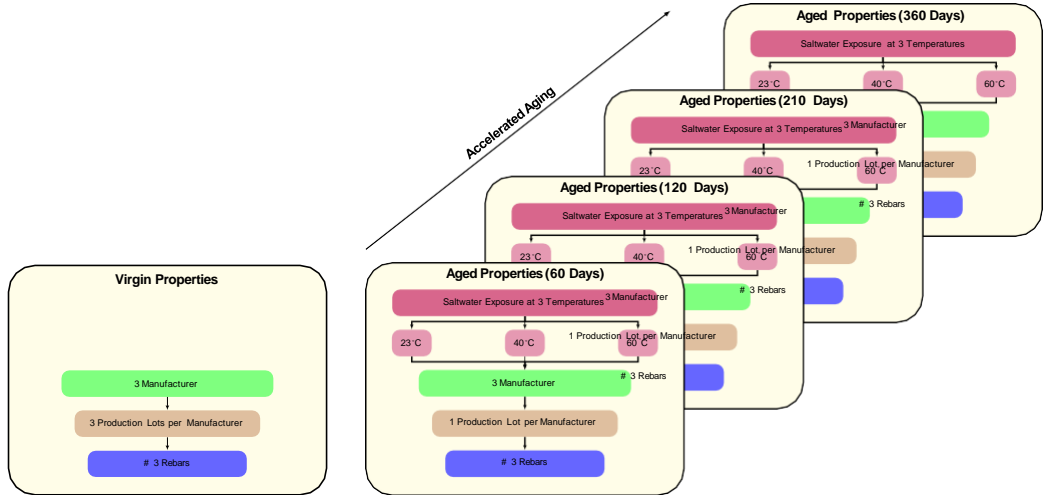 Aged Properties (360 Days)
Saltwater Exposure at 3 Temperatures
23°C
40°C
60°C
Accelerated Aging
Aged Properties (210 Days)
Saltwater Exposure at 3 Temperatures
3 Manufacturer
23°C
40°C
60°C
1 Production Lot per Manufacturer
# 3 Rebars
Aged Properties (120 Days)
Saltwater Exposure at 3 Temperatures
3 Manufacturer
23°C
40°C
60°C
1 Production Lot per Manufacturer
# 3 Rebars
Aged Properties (60 Days)
Saltwater Exposure at 3 Temperatures
3 Manufacturer
23°C
40°C
60°C
1 Production Lot per Manufacturer
# 3 Rebars
3 Manufacturer
1 Production Lot per Manufacturer
# 3 Rebars
Virgin Properties
3 Manufacturer
3 Production Lots per Manufacturer
# 3 Rebars